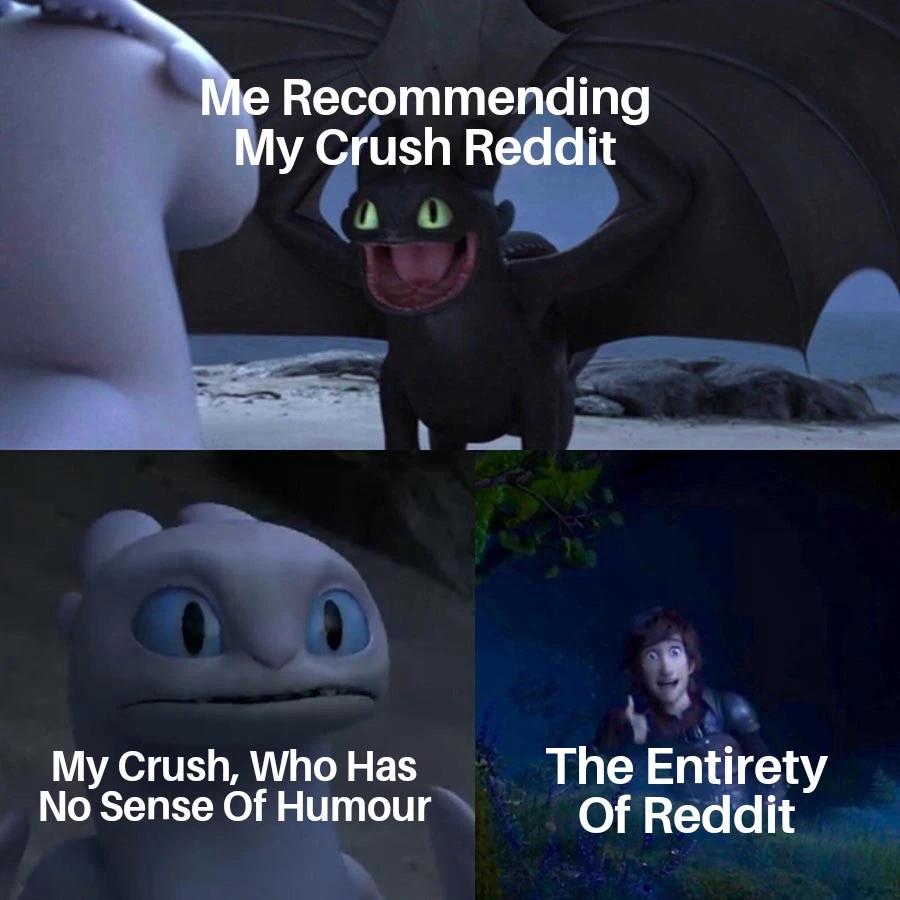 Me Recommending
My Crush Reddit
My Crush, Who Has
No Sense Of Humour
The Entirety
Of Reddit